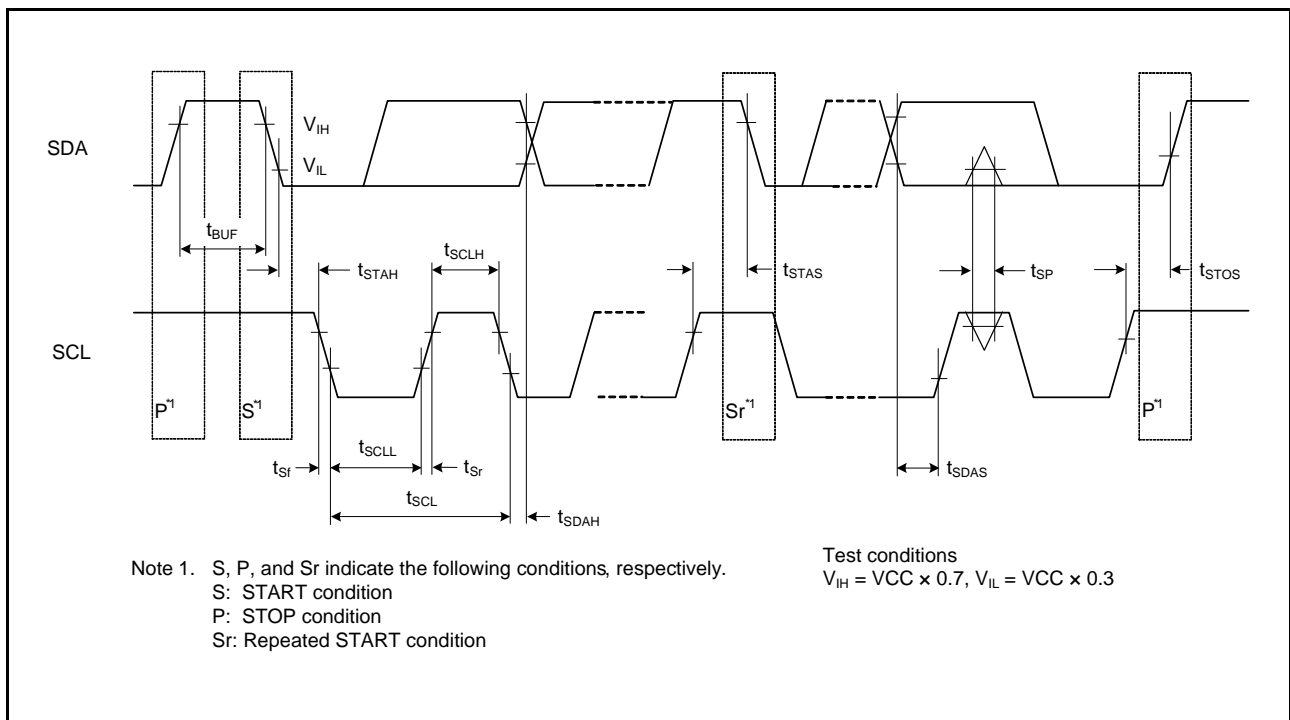 SDA
VIH
VIL
tBUF
tSTAH
tSCLH
tSTAS
tSP
tSTOS
SCL
P*1
S*1
Sr*1
P*1
tSf
tSCLL
tSr
tSCL
tSDAH
tSDAS
Note 1. S, P, and Sr indicate the following conditions, respectively.
S: START condition
P: STOP condition
Sr: Repeated START condition
Test conditions
VIH = VCC × 0.7, VIL = VCC × 0.3